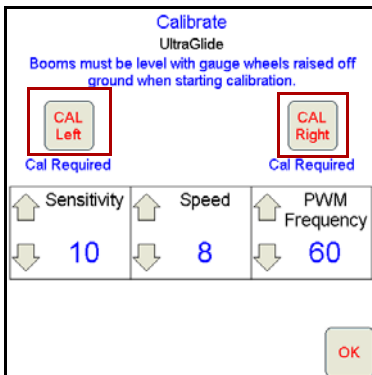 Calibrate
UltraGlide
Booms must be level with gauge wheels raised off
ground when starting calibration.
CAL
Left
CAL
Right
Cal Required
Cal Required
Sensitivity
10
Speed
8
PWM
Frequency
60
OK